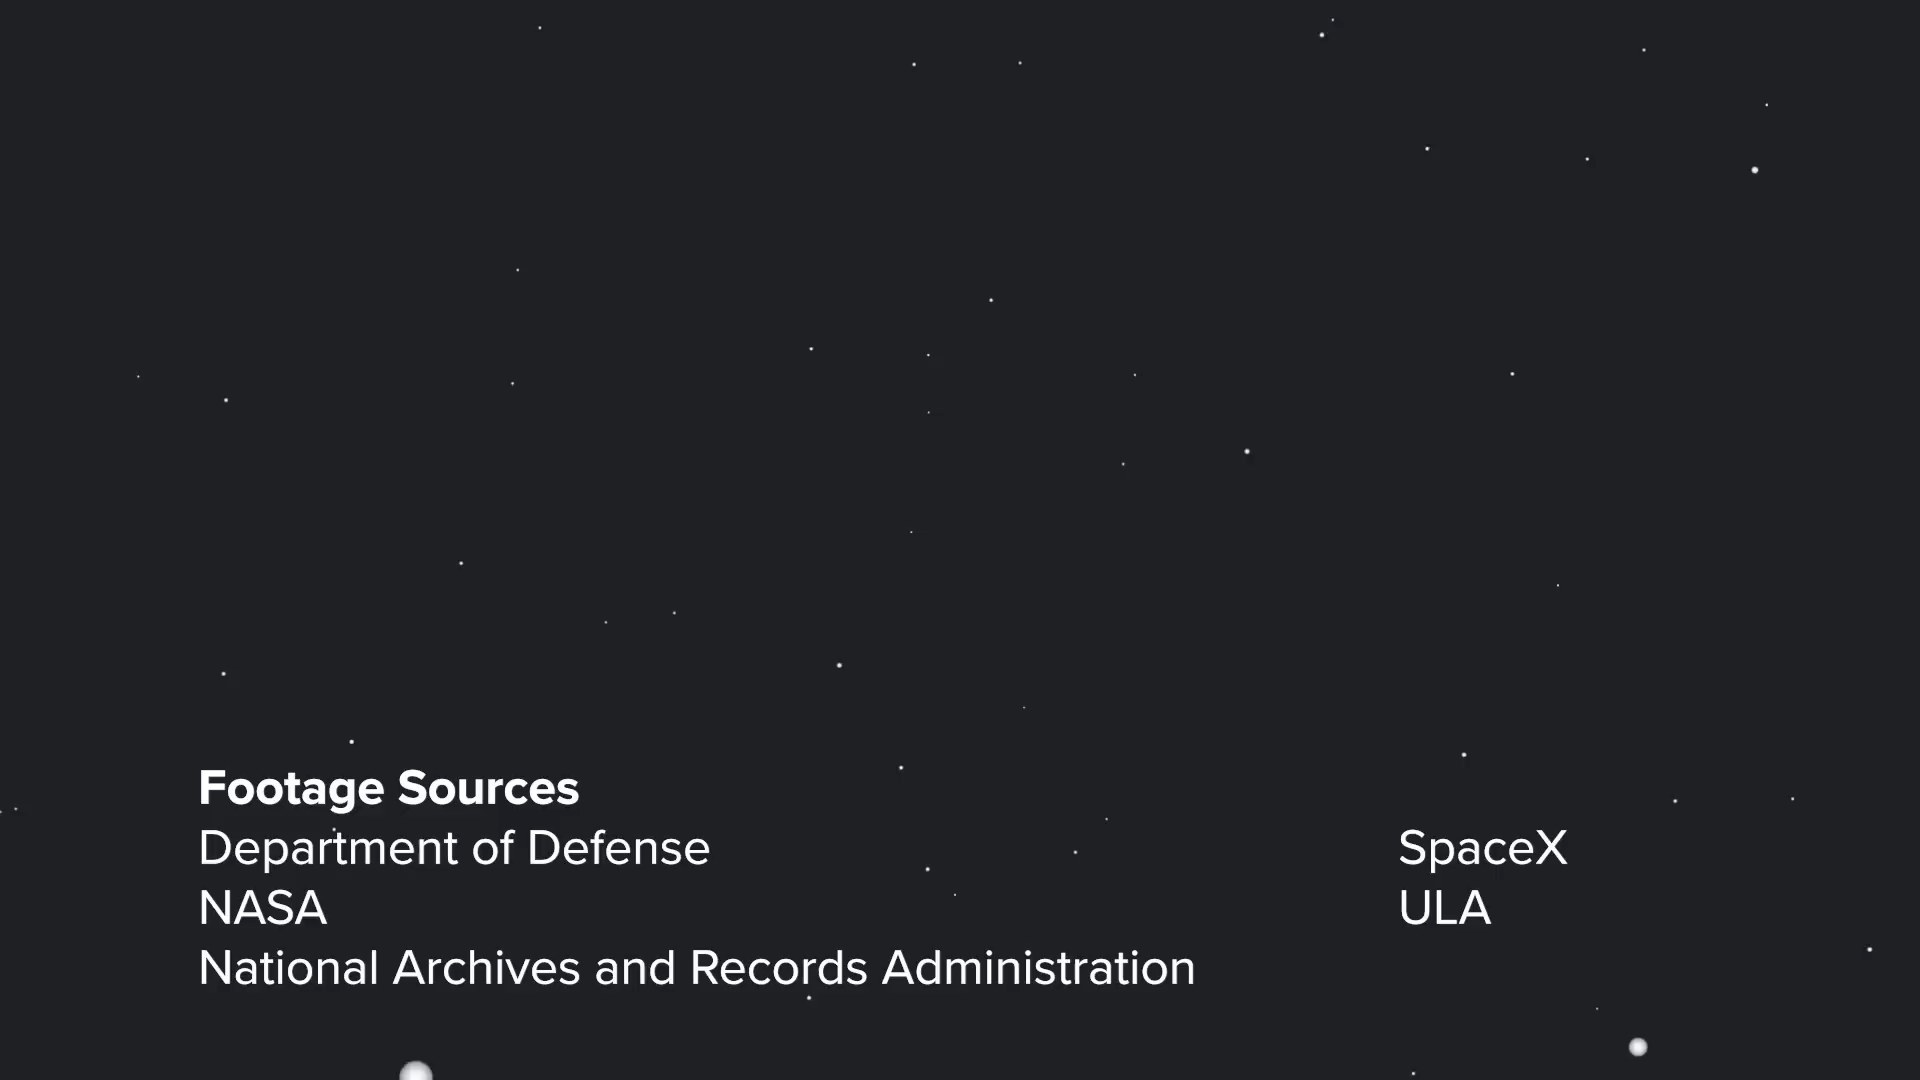 Footage Sources
Department of Defense
NASA
National Archives and Records Administration
SpaceX
ULA